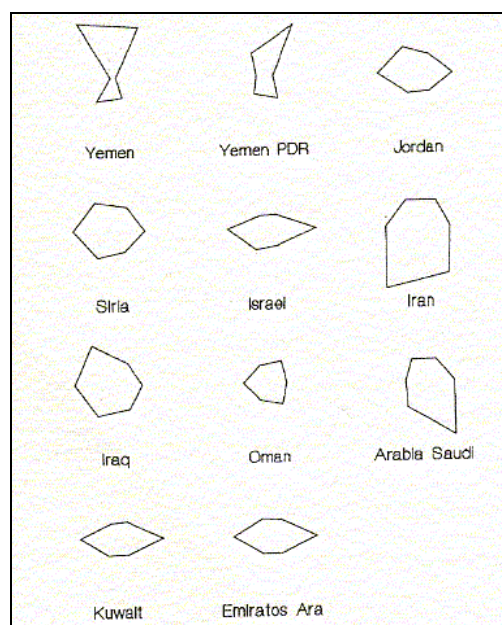 Yemen Yemen PDR Jordan
Siria Israel Iran
Iraq Oman Arabia Saudi
Kuwait Emiratos Ara